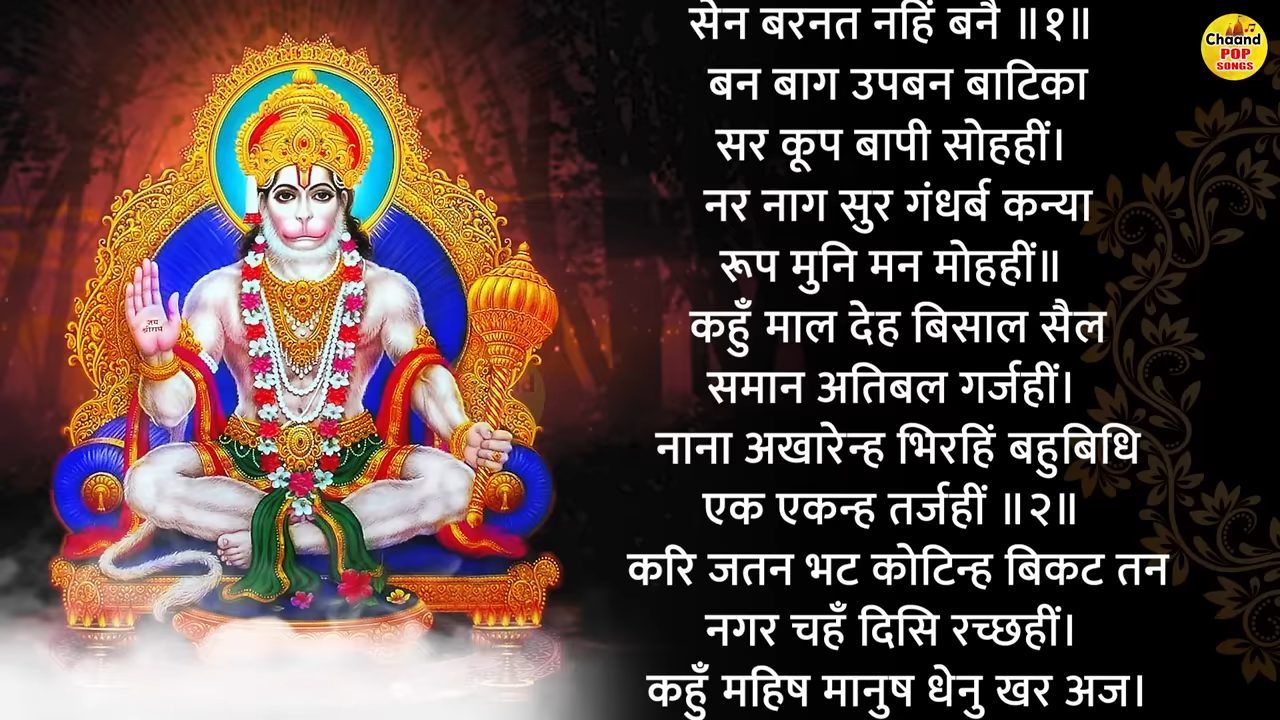 सेन बरनत नहिं बनै ॥१॥
बन बाग उपबन बाटिका
सर कूप बापी सोहहीं।
नर नाग सुर गंधर्ब कन्या
रूप मुनि मन मोहहीं॥
कहुँ माल देह बिसाल सैल
समान अतिबल गर्जहीं।
नाना अखारेन्ह भिरहिं बहुबिधि
एक एकन्ह तर्जहीं ॥२॥
करि जतन भट कोटिन्ह बिकट तन
नगर चहँ दिसि रच्छहीं।
कहुँ महिष मानुष धेनु खर अज।
Chaand
POP
SONGS
जय
श्रीराम